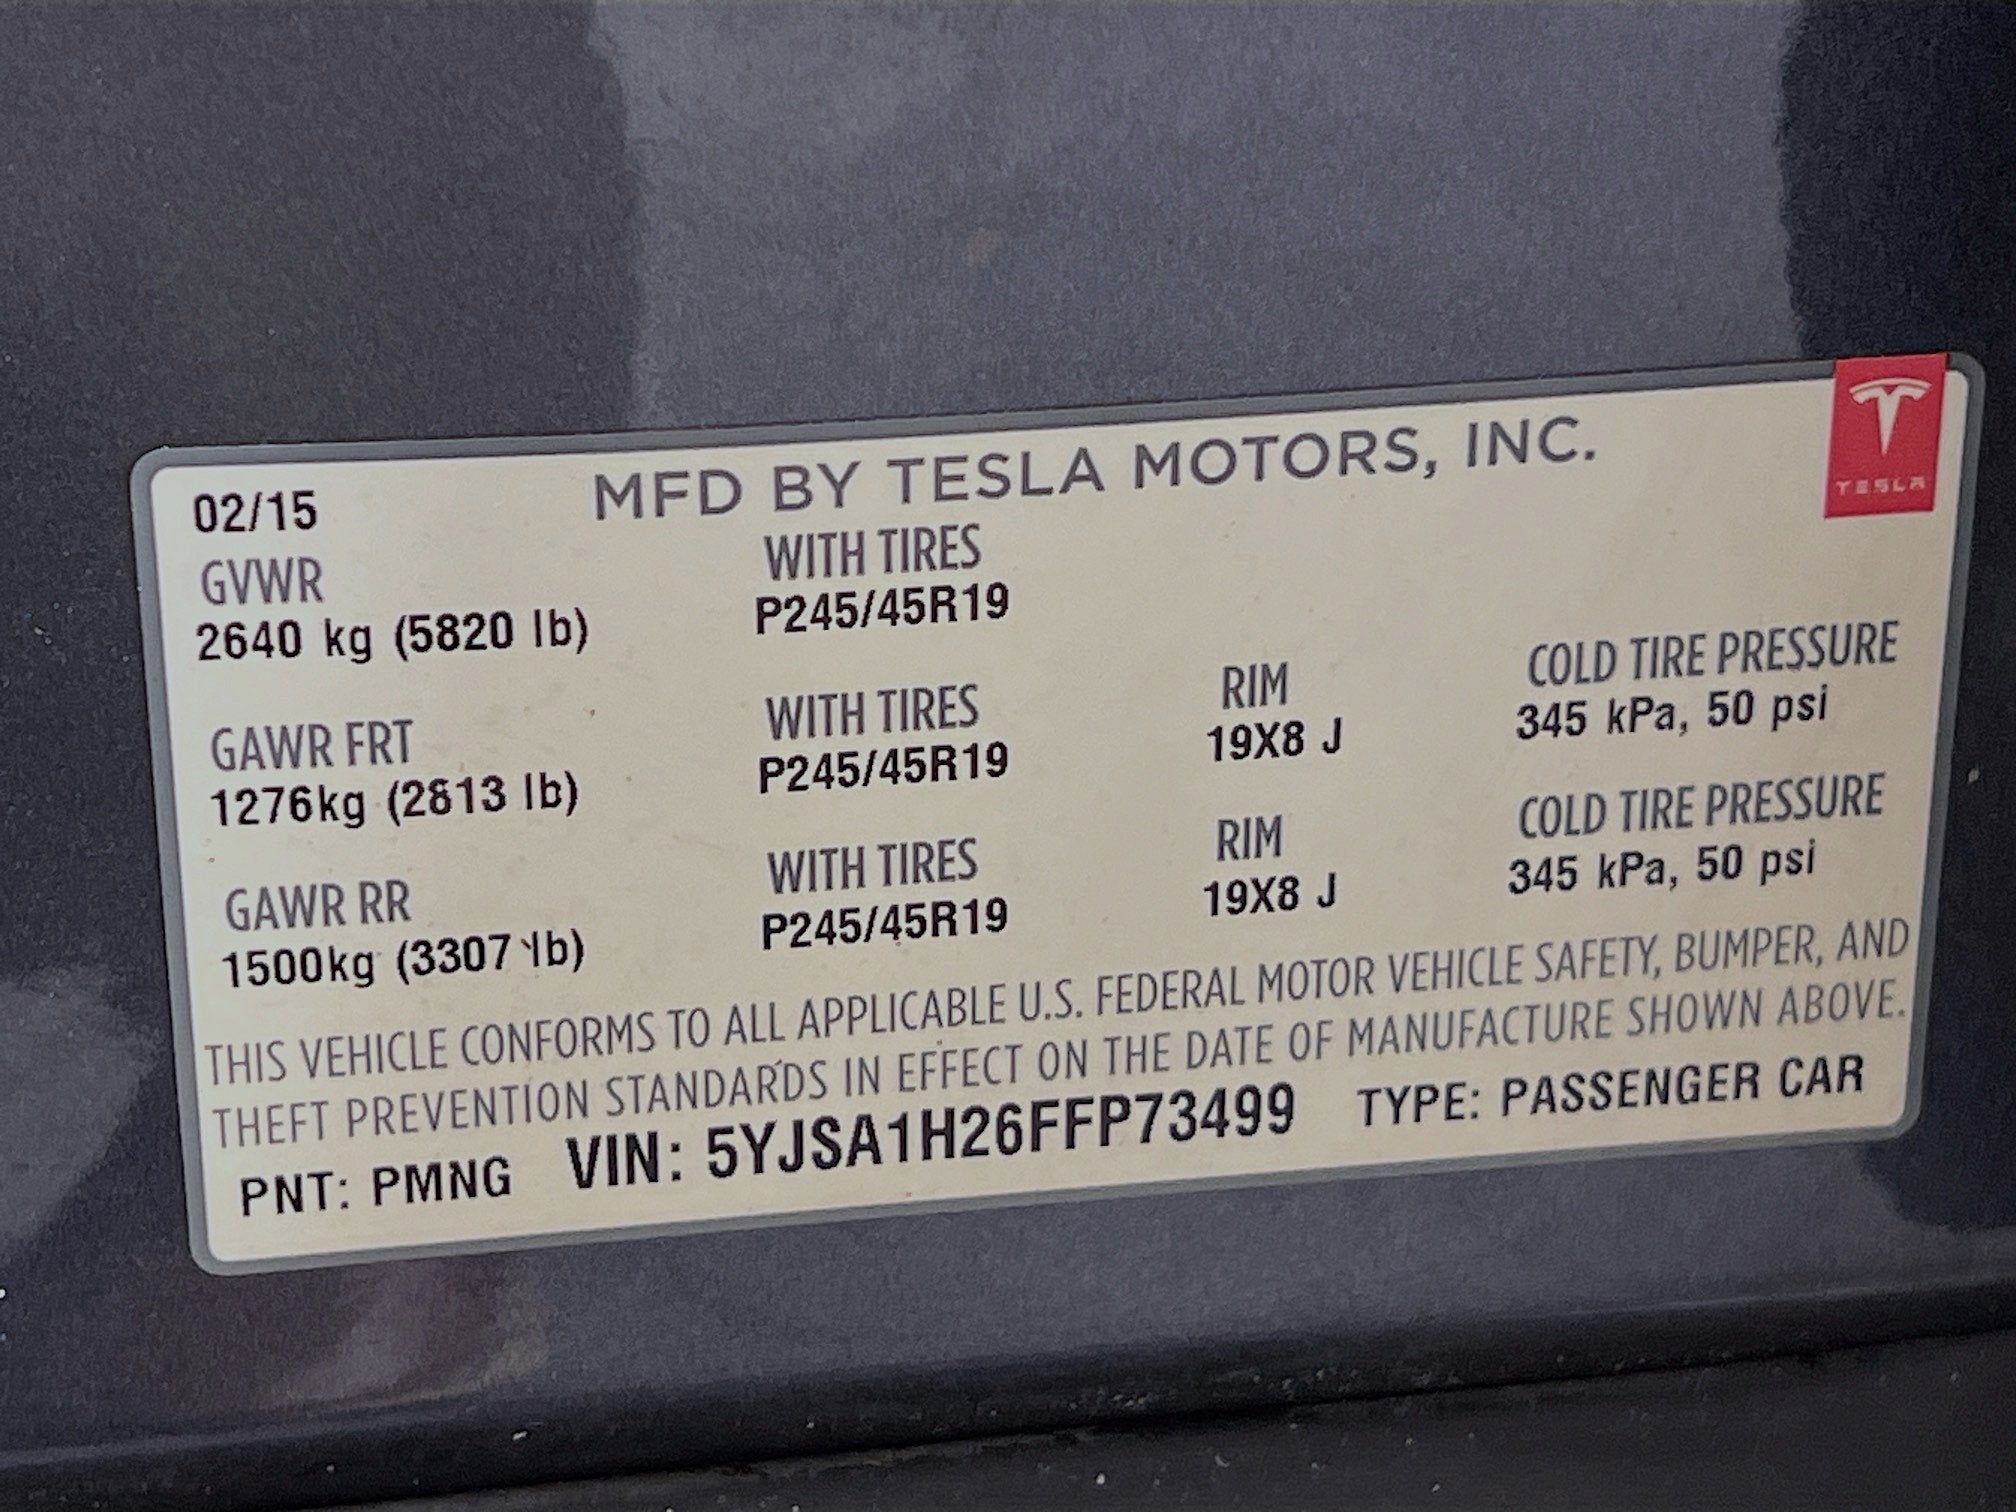 MFD BY TESLA MOTORS, INC.
TESLA
02/15
GVWR
2640 kg (5820 lb)
WITH TIRES
P245/45R19
GAWR FRT
1276kg (2813 lb)
WITH TIRES
P245/45R19
RIM
19X8 J
COLD TIRE PRESSURE
345 kPa, 50 psi
GAWR RR
1500kg (3307 lb)
WITH TIRES
P245/45R19
RIM
19X8 J
COLD TIRE PRESSURE
345 kPa, 50 psi
THIS VEHICLE CONFORMS TO ALL APPLICABLE U.S. FEDERAL MOTOR VEHICLE SAFETY, BUMPER, AND
THEFT PREVENTION STANDARDS IN EFFECT ON THE DATE OF MANUFACTURE SHOWN ABOVE.
PNT: PMNG VIN: 5YJSA1H26FFP73499 TYPE: PASSENGER CAR